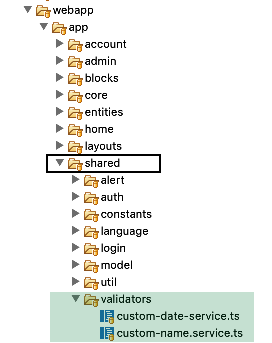 webapp
app
account
admin
blocks
core
entities
home
layouts
shared
alert
auth
constants
language
login
model
util
validators
custom-date-service.ts
custom-name.service.ts